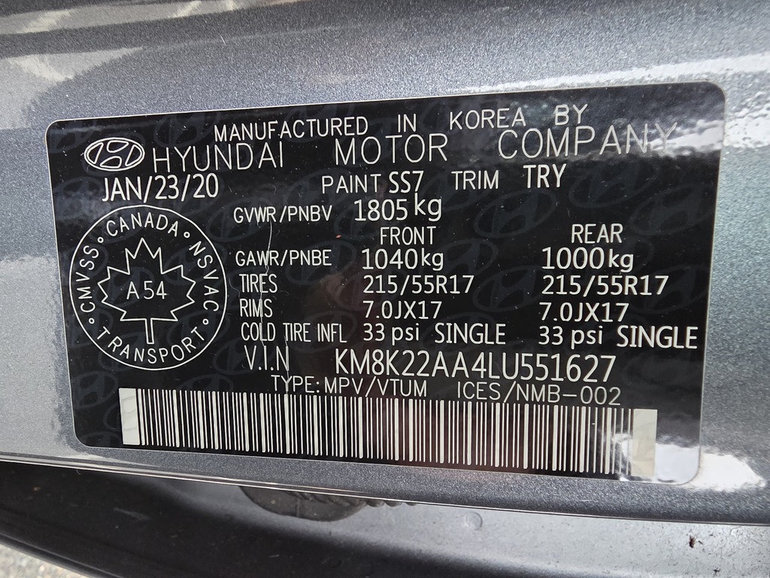 MANUFACTURED IN KOREA BY
HYUNDAI MOTOR COMPANY
JAN/23/20 PAINT SS7 TRIM TRY
GVWR/PNBV 1805kg
FRONT REAR
GAWR/PNBE 1040kg 1000kg
TIRES 215/55R17 215/55R17
RIMS 7.0JX17 7.0JX17
COLD TIRE INFL 33 psi SINGLE 33 psi SINGLE
V.I.N KM8K22AA4LU551627
TYPE:MPV/VTUM ICES/NMB-002
CMVSS • CANADA • NSVAC • TRANSPORT •
A54